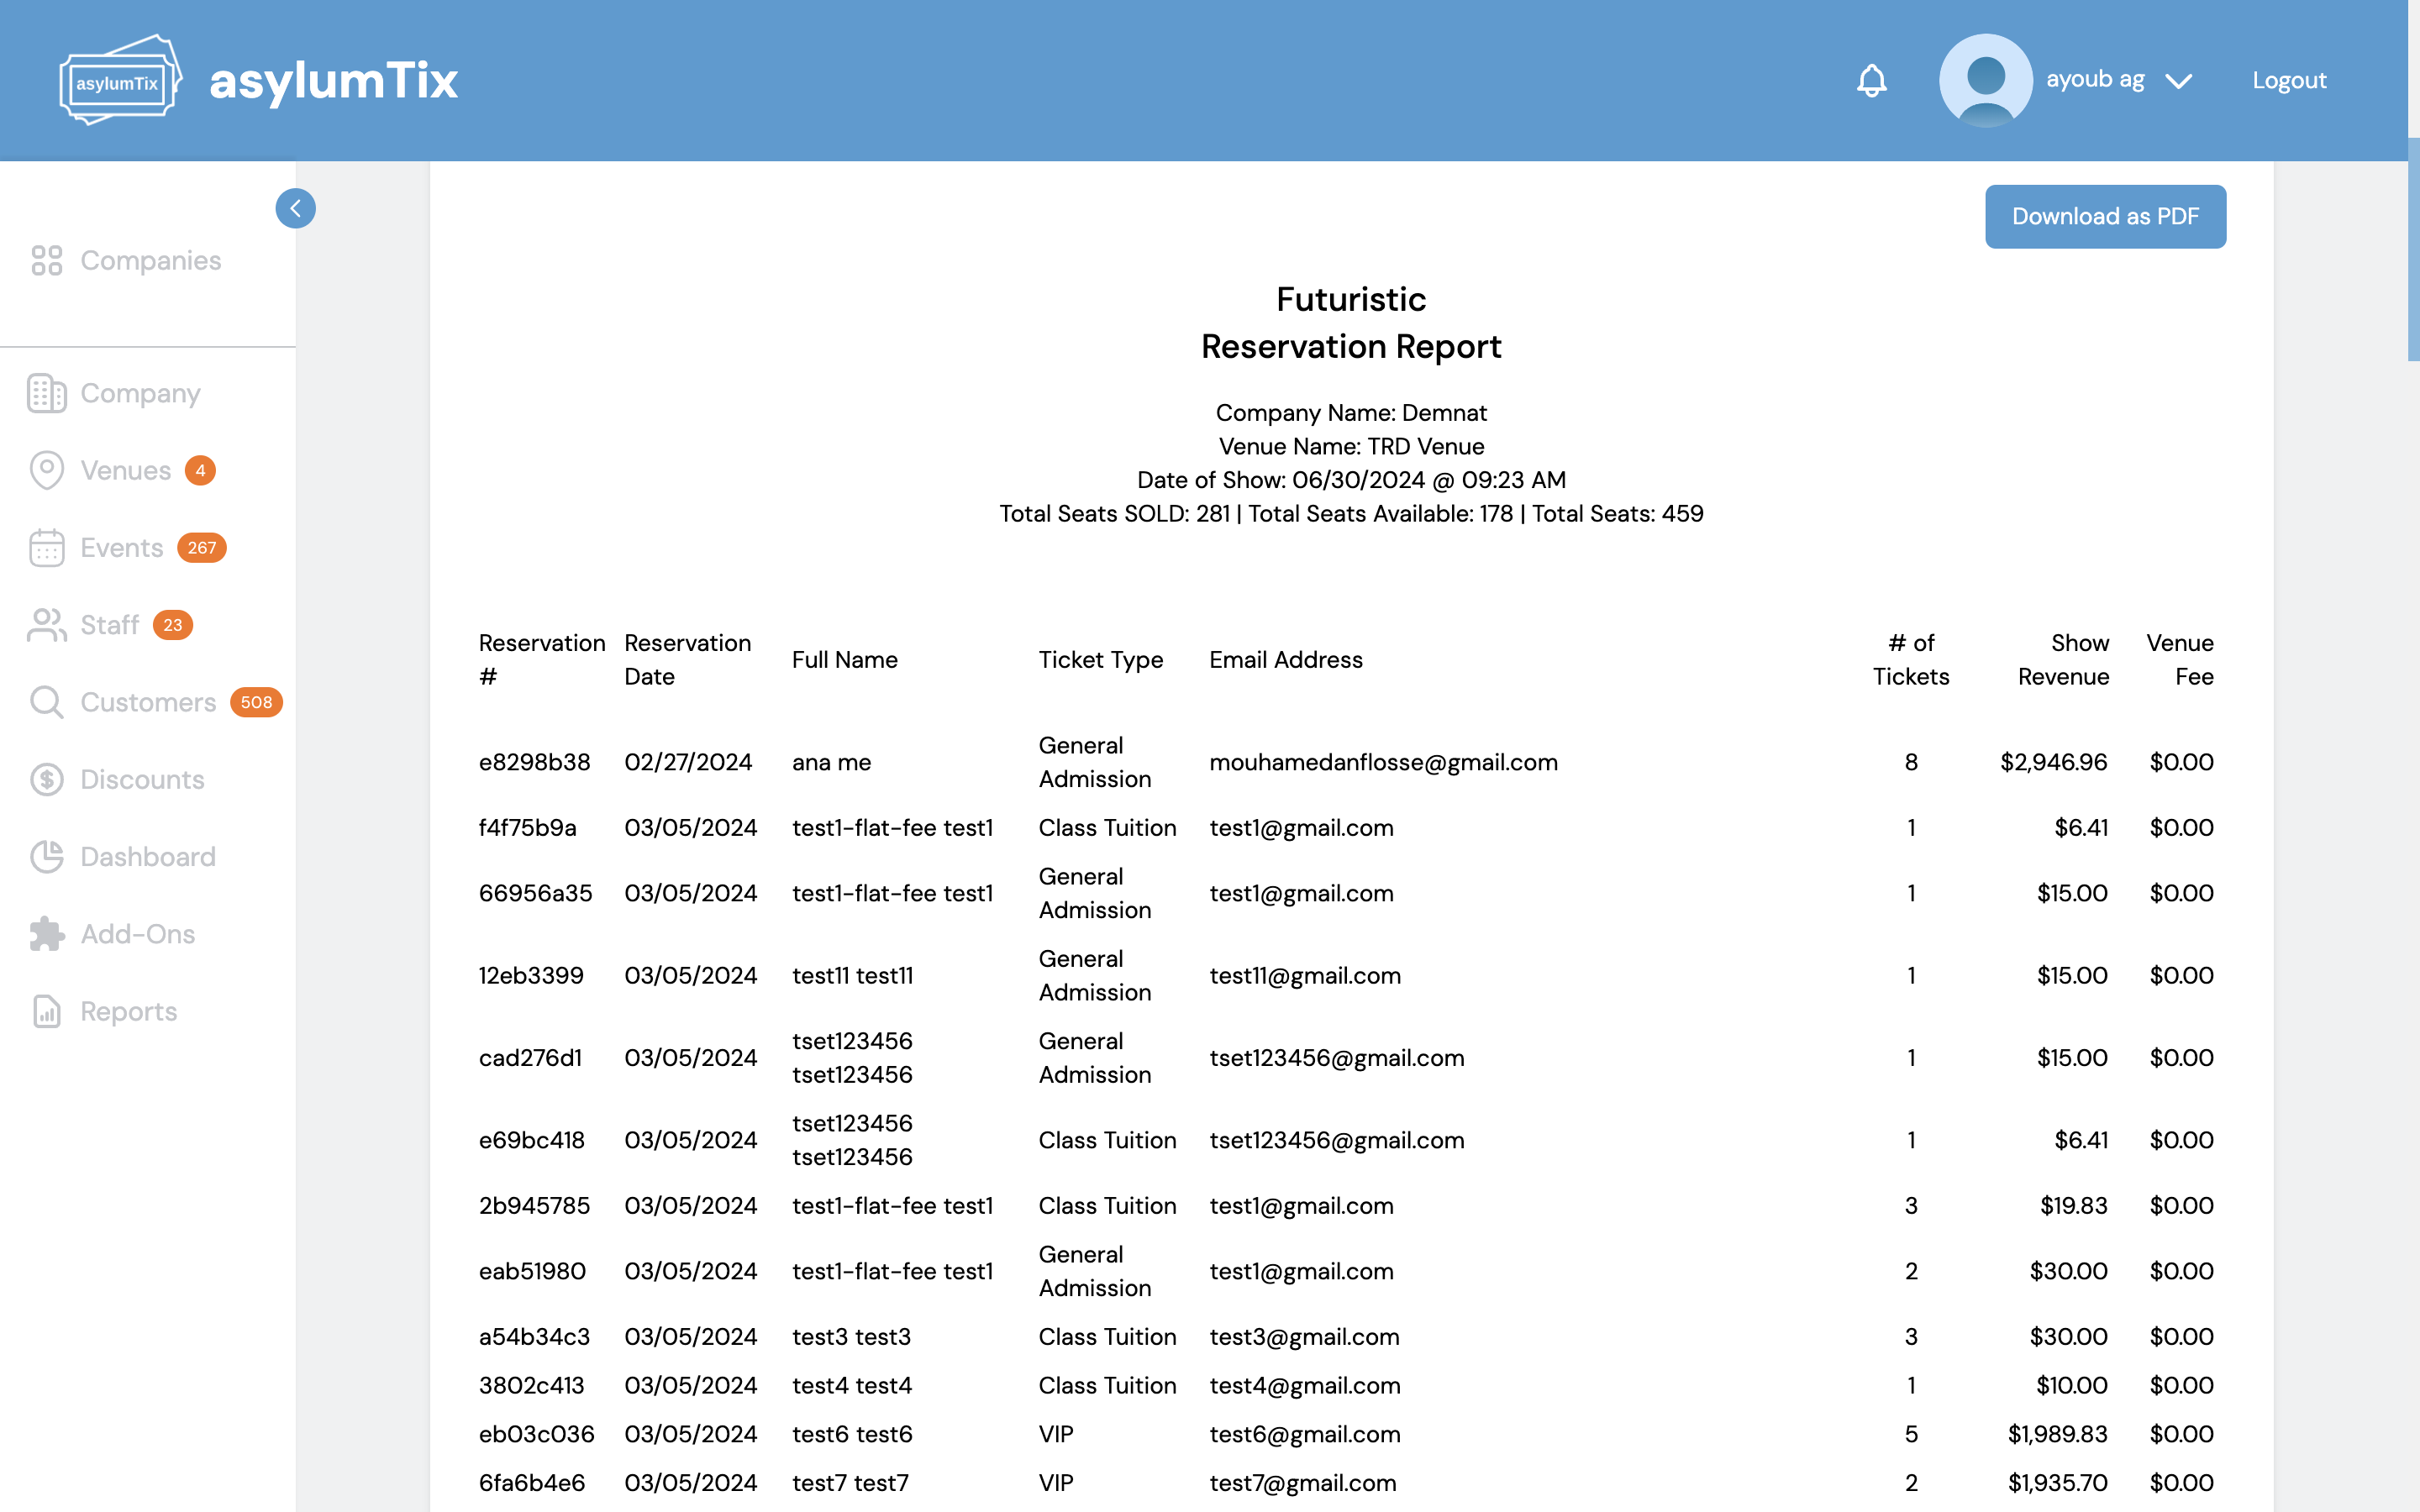 asylumTix
asylumTix
ayoub ag
Logout
Companies
Company
Venues 4
Events 267
Staff 23
Customers 508
Discounts
Dashboard
Add-Ons
Reports
Download as PDF
Futuristic
Reservation Report
Company Name: Demnat
Venue Name: TRD Venue
Date of Show: 06/30/2024 @ 09:23 AM
Total Seats SOLD: 281 | Total Seats Available: 178 | Total Seats: 459
Reservation # Reservation Date Full Name Ticket Type Email Address # of Tickets Show Revenue Venue Fee
e8298b38 02/27/2024 ana me General Admission mouhamedanflosse@gmail.com 8 $2,946.96 $0.00
f4f75b9a 03/05/2024 test1-flat-fee test1 Class Tuition test1@gmail.com 1 $6.41 $0.00
66956a35 03/05/2024 test1-flat-fee test1 General Admission test1@gmail.com 1 $15.00 $0.00
12eb3399 03/05/2024 test11 test11 General Admission test11@gmail.com 1 $15.00 $0.00
cad276d1 03/05/2024 tset123456 tset123456 General Admission tset123456@gmail.com 1 $15.00 $0.00
e69bc418 03/05/2024 tset123456 tset123456 Class Tuition tset123456@gmail.com 1 $6.41 $0.00
2b945785 03/05/2024 test1-flat-fee test1 Class Tuition test1@gmail.com 3 $19.83 $0.00
eab51980 03/05/2024 test1-flat-fee test1 General Admission test1@gmail.com 2 $30.00 $0.00
a54b34c3 03/05/2024 test3 test3 Class Tuition test3@gmail.com 3 $30.00 $0.00
3802c413 03/05/2024 test4 test4 Class Tuition test4@gmail.com 1 $10.00 $0.00
eb03c036 03/05/2024 test6 test6 VIP test6@gmail.com 5 $1,989.83 $0.00
6fa6b4e6 03/05/2024 test7 test7 VIP test7@gmail.com 2 $1,935.70 $0.00